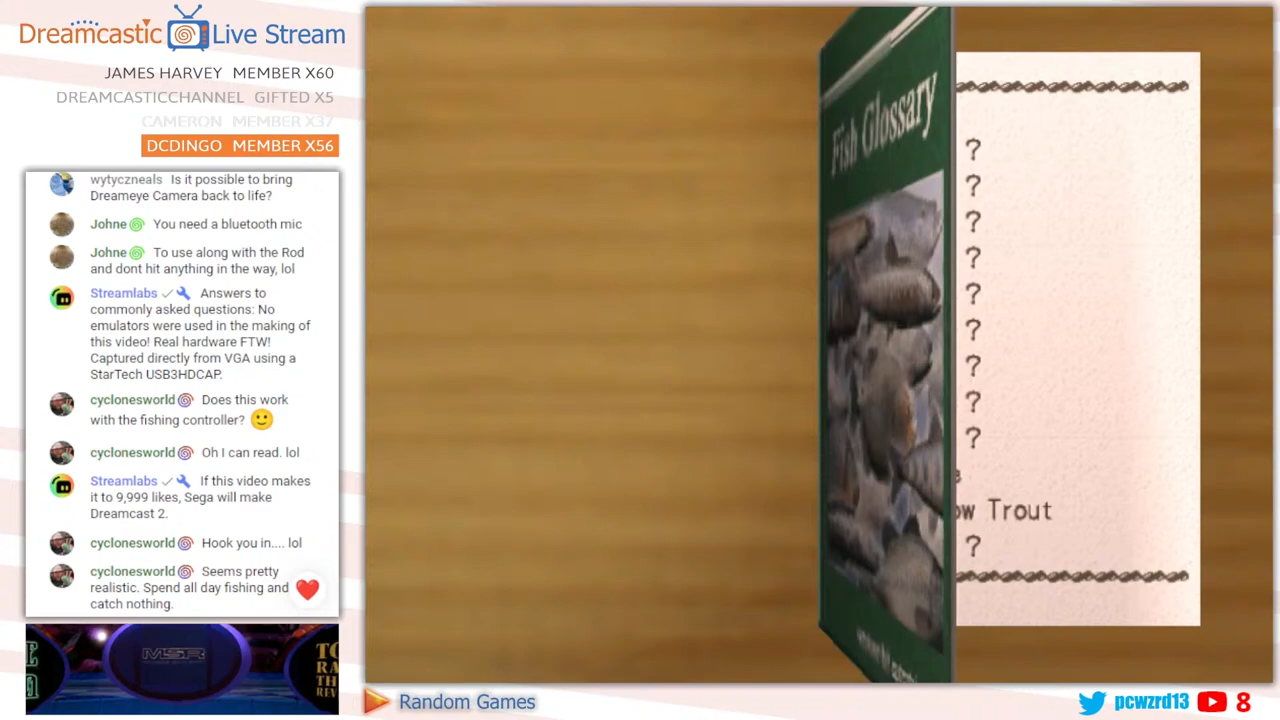 Dreamcastic Live Stream
JAMES HARVEY MEMBER X60
DREAMCASTICCHANNEL GIFTED X5
CAMERON MEMBER X37
DCDINGO MEMBER X56
wytyczneals Is it possible to bring
Dreameye Camera back to life?
Johne You need a bluetooth mic
Johne To use along with the Rod
and dont hit anything in the way, lol
Streamlabs Answers to
commonly asked questions: No
emulators were used in the making of
this video! Real hardware FTW!
Captured directly from VGA using a
StarTech USB3HDCAP.
cyclonesworld Does this work
with the fishing controller?
cyclonesworld Oh I can read. lol
Streamlabs If this video makes
it to 9,999 likes, Sega will make
Dreamcast 2.
cyclonesworld Hook you in.... lol
cyclonesworld Seems pretty
realistic. Spend all day fishing and
catch nothing.
MSR
Fish Glossary
?
?
?
?
?
?
?
?
?
ow Trout
?
Random Games
pcwzrd13
8